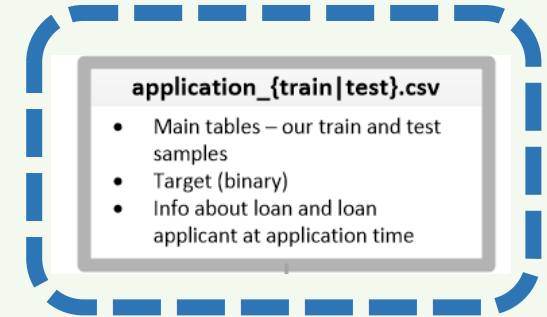 application_{train|test}.csv
• Main tables – our train and test
samples
• Target (binary)
• Info about loan and loan
applicant at application time